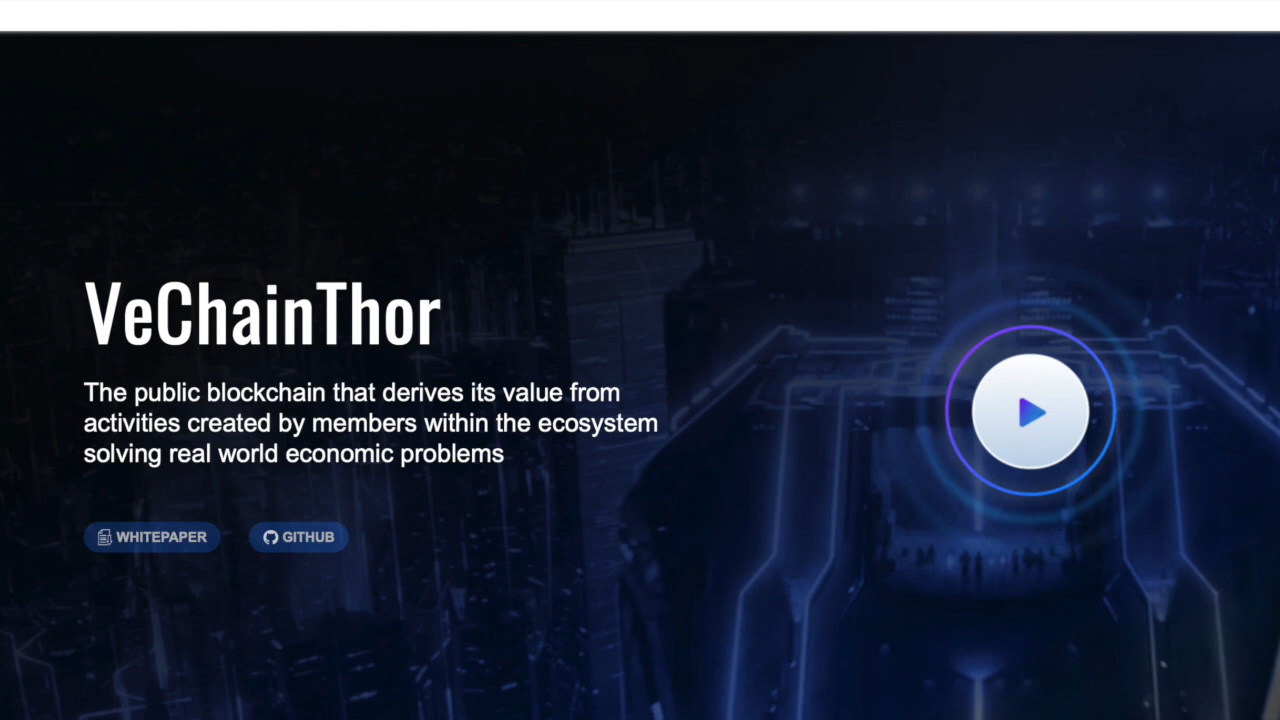 VeChainThor
The public blockchain that derives its value from
activities created by members within the ecosystem
solving real world economic problems
WHITEPAPER
GITHUB